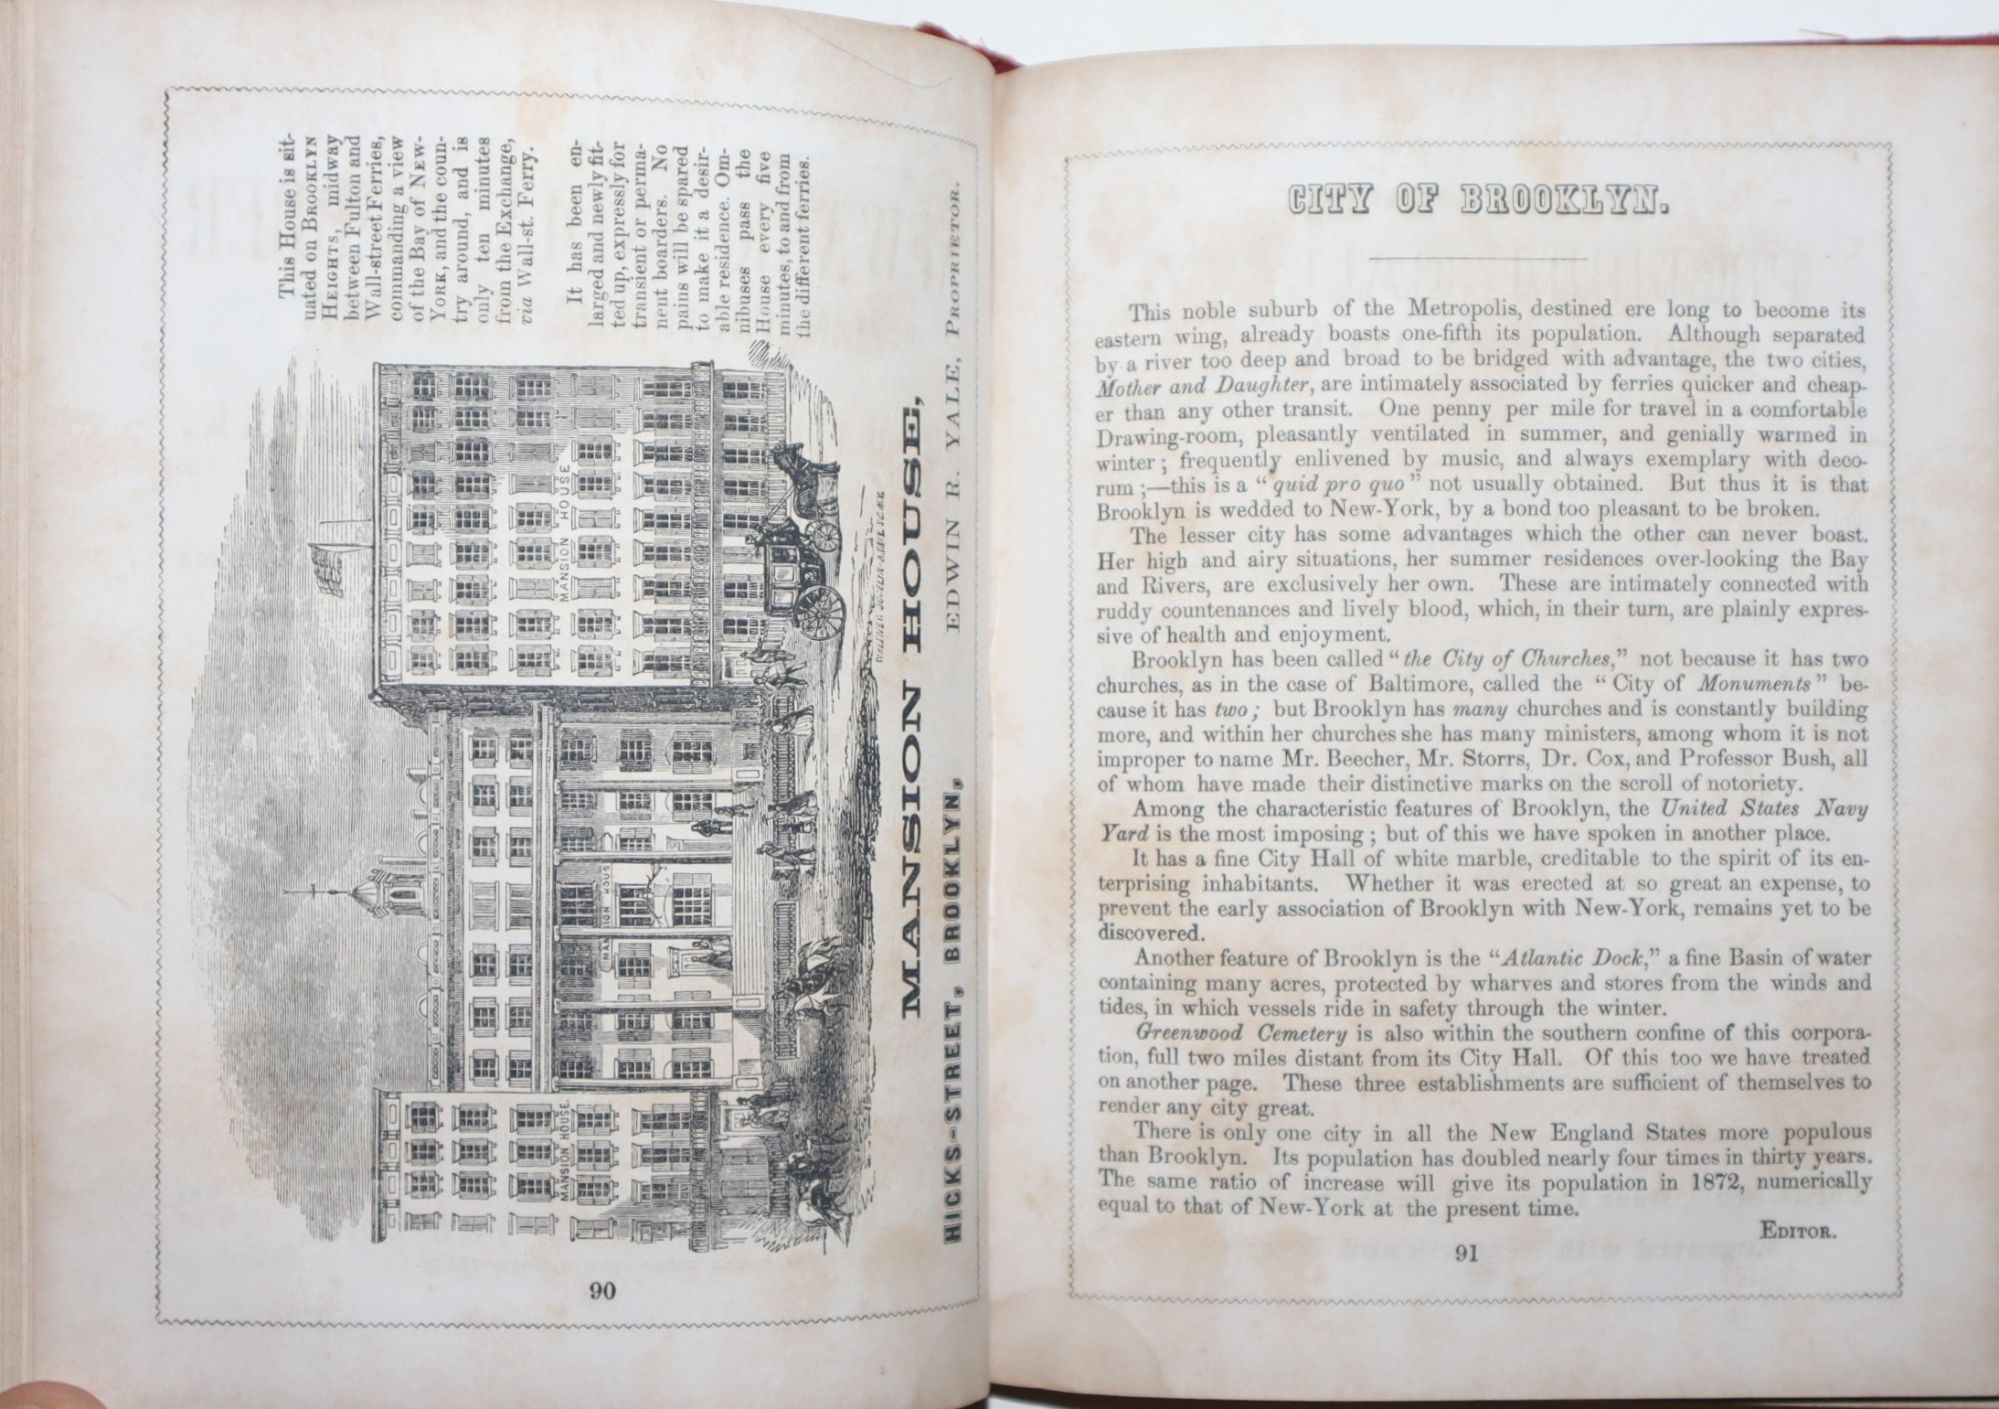 This House is sit-
uated on BROOKLYN
HEIGHTS, midway
between Fulton and
Wall-street Ferries,
commanding a view
of the Bay of NEW-
YORK, and the coun-
try around, and is
only ten minutes
from the Exchange,
via Wall-st. Ferry.
It has been en-
larged and newly fit-
ted up, expressly for
transient or perma-
nent boarders. No
pains will be spared
to make it a desir-
able residence. Om-
nibuses pass the
House every five
minutes, to and from
the different ferries.
MANSION HOUSE.
MANSION HOUS
MANSION HOUSE
MANSION HOUSE,
HICKS-STREET, BROOKLYN,
EDWIN R. YALE, PROPRIETOR.
90
CITY OF BROOKLYN.
This noble suburb of the Metropolis, destined ere long to become its
eastern wing, already boasts one-fifth its population. Although separated
by a river too deep and broad to be bridged with advantage, the two cities,
Mother and Daughter, are intimately associated by ferries quicker and cheap-
er than any other transit. One penny per mile for travel in a comfortable
Drawing-room, pleasantly ventilated in summer, and genially warmed in
winter; frequently enlivened by music, and always exemplary with deco-
rum;—this is a "quid pro quo" not usually obtained. But thus it is that
Brooklyn is wedded to New-York, by a bond too pleasant to be broken.
The lesser city has some advantages which the other can never boast.
Her high and airy situations, her summer residences over-looking the Bay
and Rivers, are exclusively her own. These are intimately connected with
ruddy countenances and lively blood, which, in their turn, are plainly expres-
sive of health and enjoyment.
Brooklyn has been called "the City of Churches," not because it has two
churches, as in the case of Baltimore, called the "City of Monuments" be-
cause it has two; but Brooklyn has many churches and is constantly building
more, and within her churches she has many ministers, among whom it is not
improper to name Mr. Beecher, Mr. Storrs, Dr. Cox, and Professor Bush, all
of whom have made their distinctive marks on the scroll of notoriety.
Among the characteristic features of Brooklyn, the United States Navy
Yard is the most imposing; but of this we have spoken in another place.
It has a fine City Hall of white marble, creditable to the spirit of its en-
terprising inhabitants. Whether it was erected at so great an expense, to
prevent the early association of Brooklyn with New-York, remains yet to be
discovered.
Another feature of Brooklyn is the "Atlantic Dock," a fine Basin of water
containing many acres, protected by wharves and stores from the winds and
tides, in which vessels ride in safety through the winter.
Greenwood Cemetery is also within the southern confine of this corpora-
tion, full two miles distant from its City Hall. Of this too we have treated
on another page. These three establishments are sufficient of themselves to
render any city great.
There is only one city in all the New England States more populous
than Brooklyn. Its population has doubled nearly four times in thirty years.
The same ratio of increase will give its population in 1872, numerically
equal to that of New-York at the present time.
EDITOR.
91